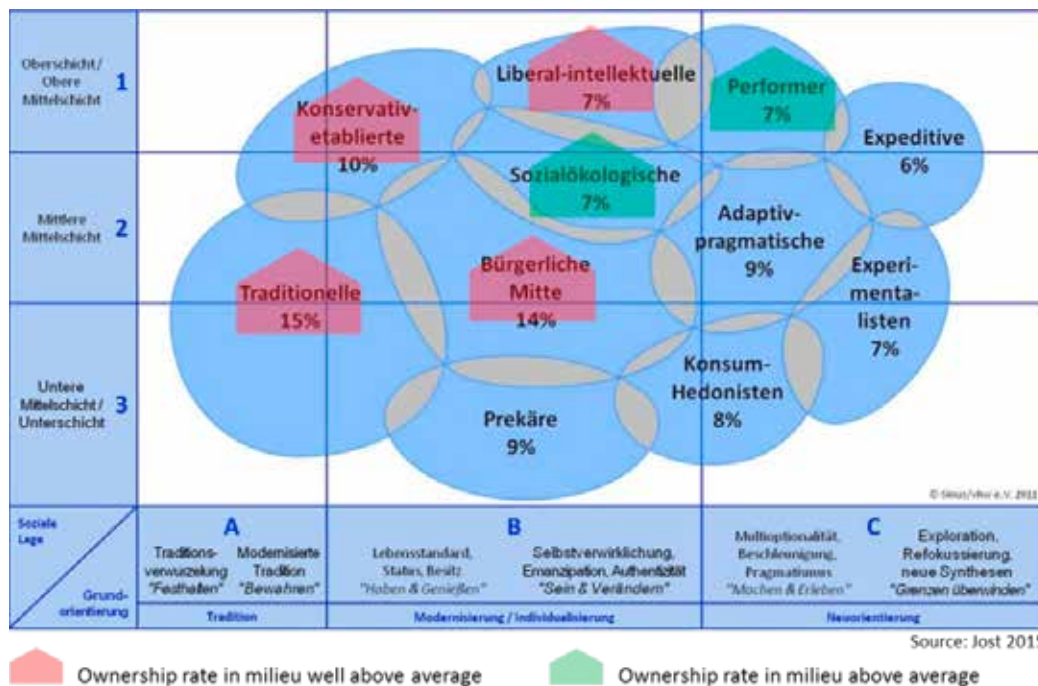 Oberschicht /
Obere
Mittelschicht
1
Liberal-intellektuelle
7%
Performer
7%
Konservativ-
etablierte
10%
Expeditive
6%
Mittlere
Mittelschicht
2
Sozialökologische
7%
Adaptiv-
pragmatische
9%
Bürgerliche
Mitte
14%
Traditionelle
15%
Experi-
menta-
listen
7%
Untere
Mittelschicht /
Unterschicht
3
Konsum-
Hedonisten
8%
Prekäre
9%
Soziale
Lage
Grund-
orientierung
A
Traditions-
verwurzelung
"Festhalten"
Modernisierte
Tradition
"Bewahren"
B
Lebensstandard,
Status, Besitz
"Haben & Genießen"
Selbstverwirklichung,
Emanzipation, Authentizität
"Sein & Verändern"
C
Multioptionalität,
Beschleunigung,
Pragmatismus
"Machen & Erleben"
Exploration,
Refokussierung,
neue Synthesen
"Grenzen überwinden"
Tradition
Modernisierung / Individualisierung
Neuorientierung
Source: Jost 2015
Ownership rate in milieu well above average
Ownership rate in milieu above average